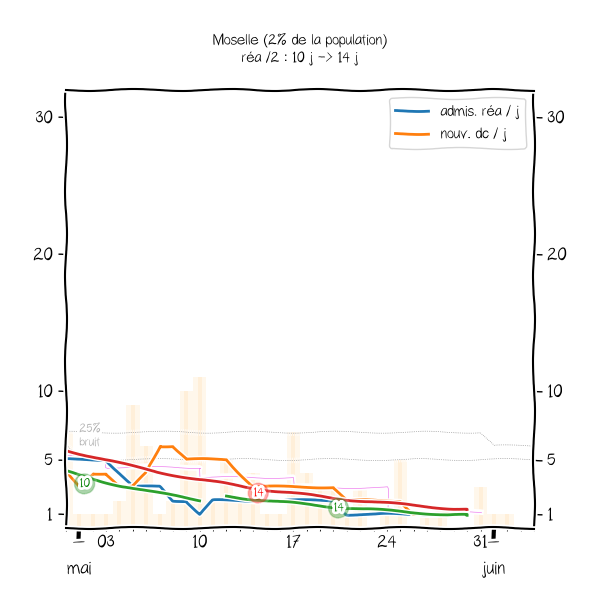 Moselle (2% de la population)
réa /2 : 10 j -> 14 j
admis. réa / j
nouv. dc / j
30
30
20
20
10
10
25%
bruit
5
5
10
14
14
1
1
03
10
17
24
31
mai
juin